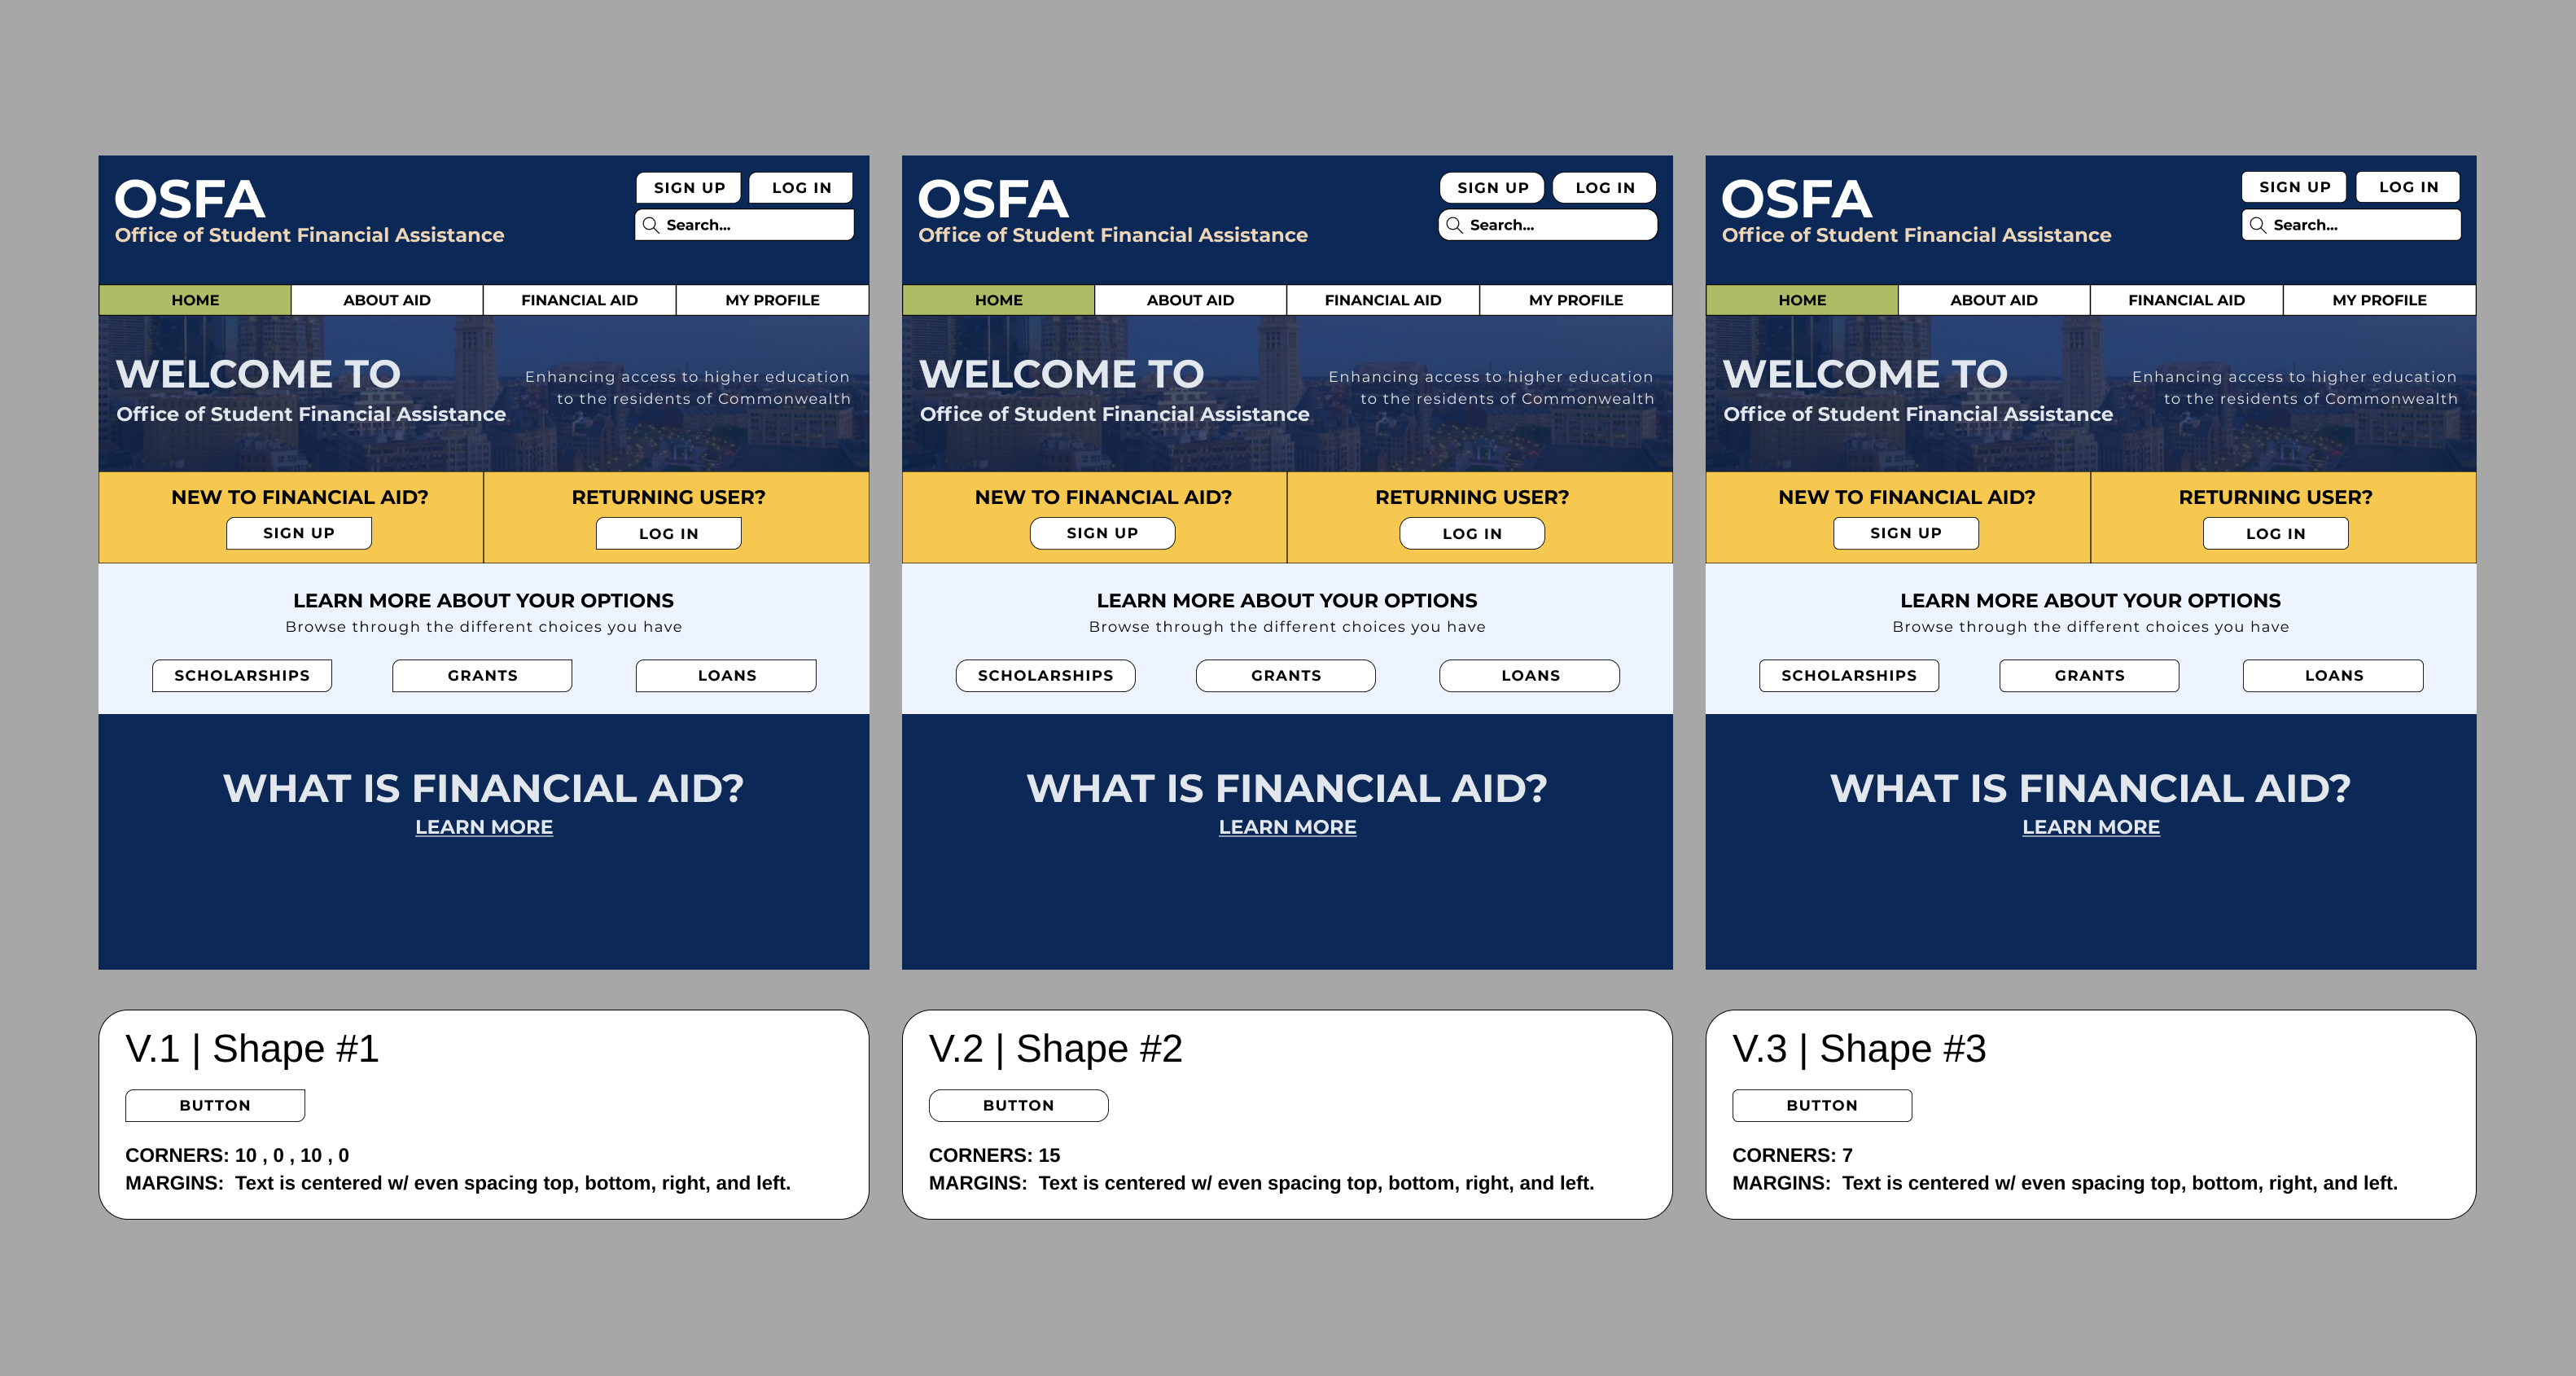 OSFA
Office of Student Financial Assistance
SIGN UP
LOG IN
Search...
HOME
ABOUT AID
FINANCIAL AID
MY PROFILE
WELCOME TO
Office of Student Financial Assistance
Enhancing access to higher education
to the residents of Commonwealth
NEW TO FINANCIAL AID?
SIGN UP
RETURNING USER?
LOG IN
LEARN MORE ABOUT YOUR OPTIONS
Browse through the different choices you have
SCHOLARSHIPS
GRANTS
LOANS
WHAT IS FINANCIAL AID?
LEARN MORE
V.1 | Shape #1
BUTTON
CORNERS: 10 , 0 , 10 , 0
MARGINS: Text is centered w/ even spacing top, bottom, right, and left.
OSFA
Office of Student Financial Assistance
SIGN UP
LOG IN
Search...
HOME
ABOUT AID
FINANCIAL AID
MY PROFILE
WELCOME TO
Office of Student Financial Assistance
Enhancing access to higher education
to the residents of Commonwealth
NEW TO FINANCIAL AID?
SIGN UP
RETURNING USER?
LOG IN
LEARN MORE ABOUT YOUR OPTIONS
Browse through the different choices you have
SCHOLARSHIPS
GRANTS
LOANS
WHAT IS FINANCIAL AID?
LEARN MORE
V.2 | Shape #2
BUTTON
CORNERS: 15
MARGINS: Text is centered w/ even spacing top, bottom, right, and left.
OSFA
Office of Student Financial Assistance
SIGN UP
LOG IN
Search...
HOME
ABOUT AID
FINANCIAL AID
MY PROFILE
WELCOME TO
Office of Student Financial Assistance
Enhancing access to higher education
to the residents of Commonwealth
NEW TO FINANCIAL AID?
SIGN UP
RETURNING USER?
LOG IN
LEARN MORE ABOUT YOUR OPTIONS
Browse through the different choices you have
SCHOLARSHIPS
GRANTS
LOANS
WHAT IS FINANCIAL AID?
LEARN MORE
V.3 | Shape #3
BUTTON
CORNERS: 7
MARGINS: Text is centered w/ even spacing top, bottom, right, and left.